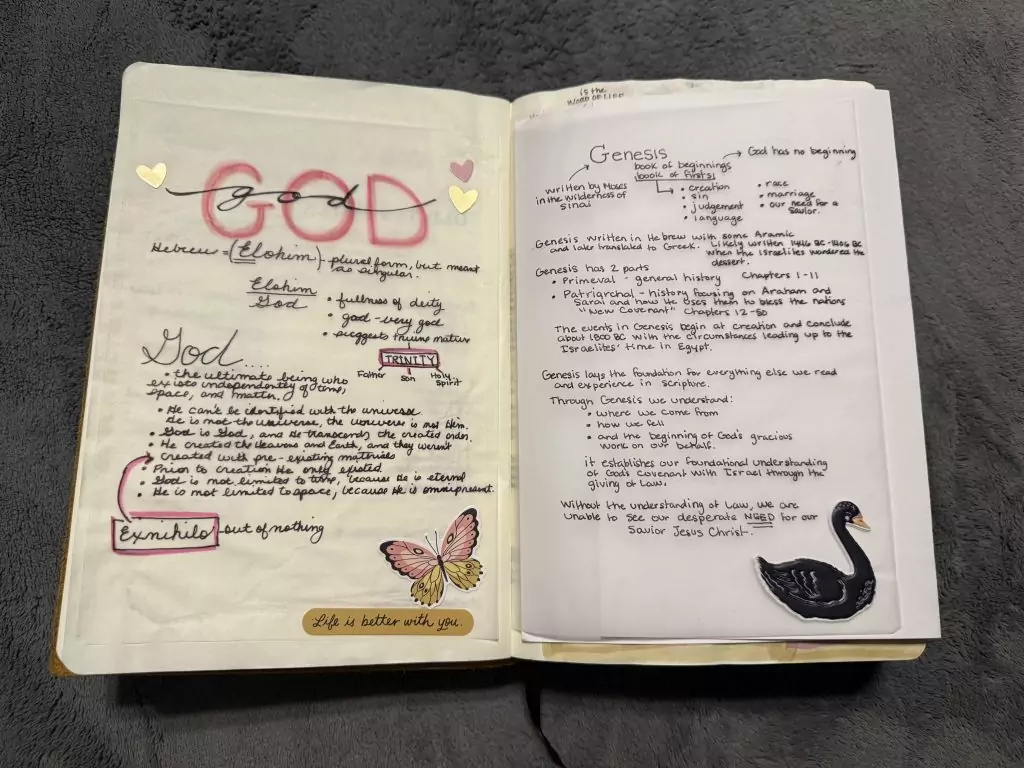 GOD
god
Hebrew = (Elohim) plural form, but meant
as singular.
Elohim
God
• fullness of deity
• god - very god
• suggests triune nature
TRINITY
Father Son Holy Spirit
God....
• the ultimate being who
exists independently of time,
space, and matter.
• He can't be identified with the universe.
He is not the universe, the universe is not Him.
• God is God, and He transcends the created order.
• He created the Heavens and Earth, and they weren't
created with pre-existing materials
• Prior to creation He only existed.
• God is not limited to time, because He is eternal
• He is not limited to space, because He is omnipresent.
Exnihilo - out of nothing
Life is better with you.
is the
WORD OF LIFE
Genesis
book of beginnings
book of firsts:
God has no beginning
written by Moses
in the wilderness of
Sinai
• creation
• sin
• judgement
• language
• race
• marriage
• our need for a
savior.
Genesis written in Hebrew with some Aramic
and later translated to Greek. Likely written 1446 BC-1406 BC
when the Israelites wandered the
dessert.
Genesis has 2 parts
• Primeval - general history Chapters 1-11
• Patriarchal - history focusing on Araham and
Sarai and how He uses them to bless the nations
"New Covenant" Chapters 12-50
The events in Genesis begin at creation and conclude
about 1800 BC with the circumstances leading up to the
Israelites' time in Egypt.
Genesis lays the foundation for everything else we read
and experience in scripture.
Through Genesis we understand:
• where we come from
• how we fell
• and the beginning of God's gracious
work on our behalf.
it establishes our foundational understanding
of God's covenant with Israel through the
giving of Law.
Without the understanding of Law, we are
unable to see our desperate NEED for our
Savior Jesus Christ.